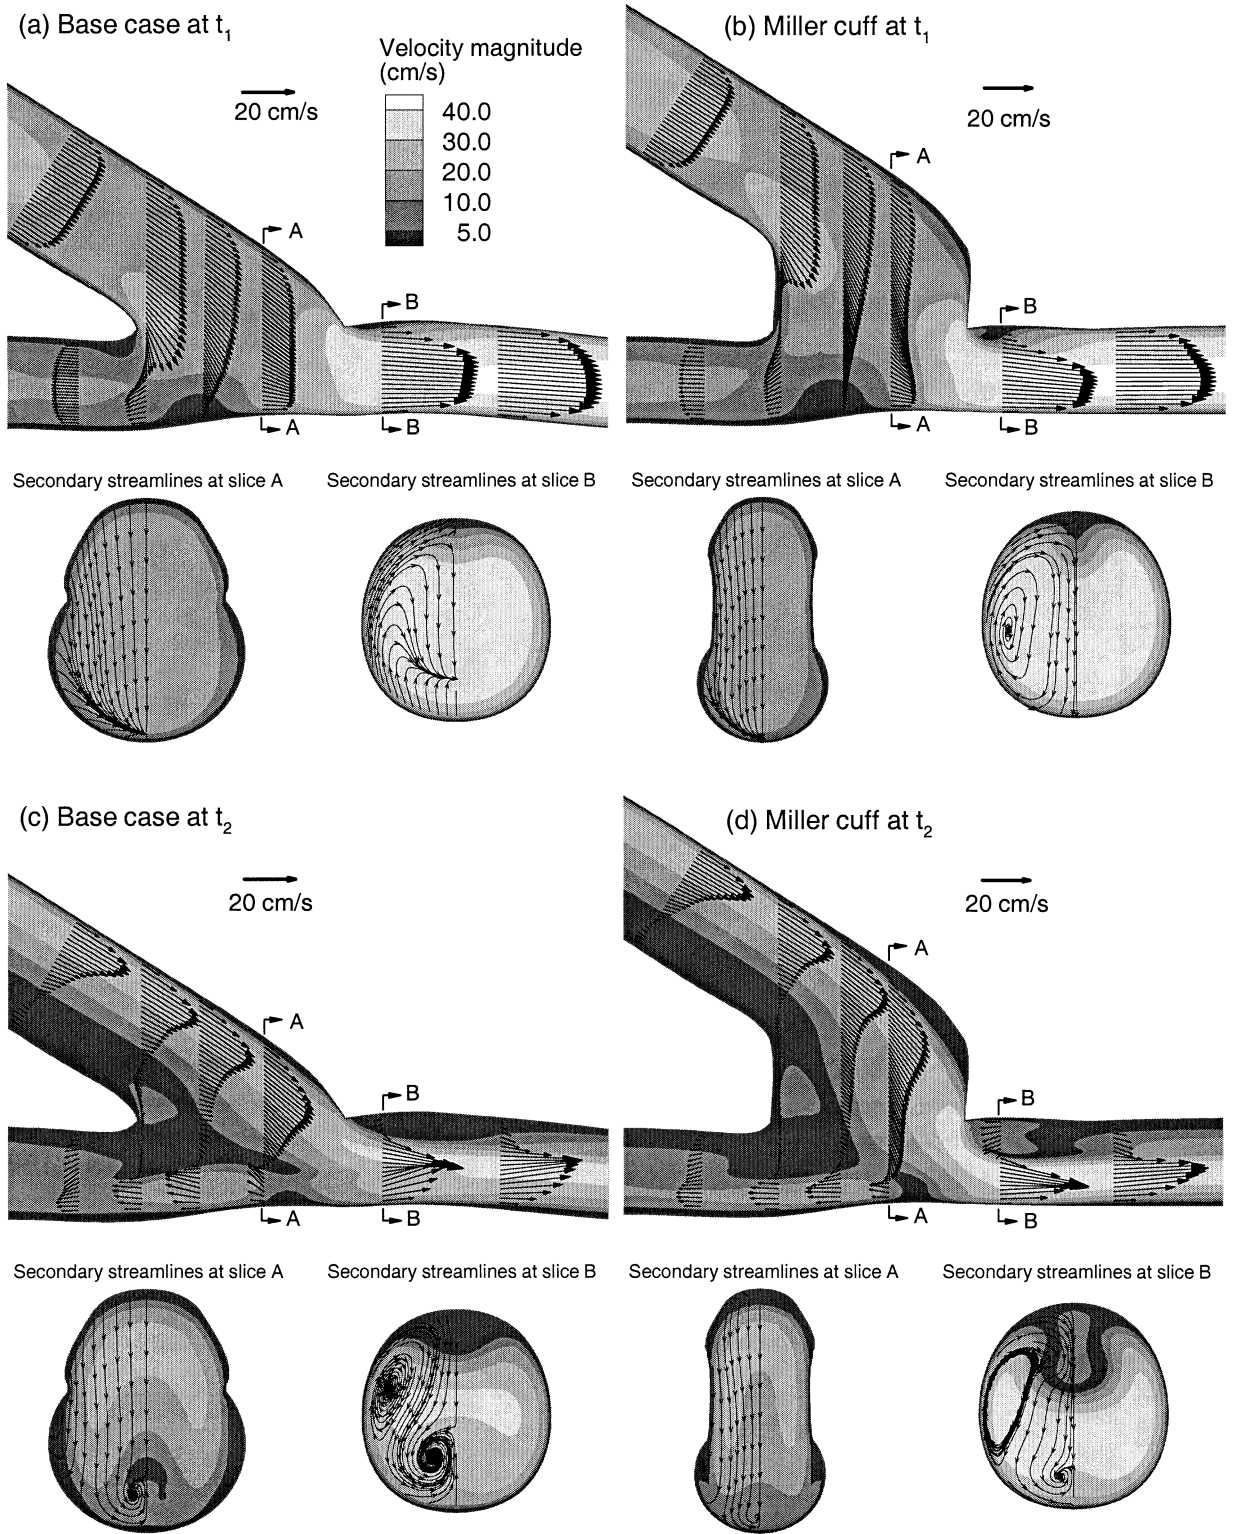 (a) Base case at t1
(b) Miller cuff at t1
Velocity magnitude
(cm/s)
20 cm/s
40.0
30.0
20.0
10.0
5.0
20 cm/s
A
A
B
B
A
A
B
B
Secondary streamlines at slice A
Secondary streamlines at slice B
Secondary streamlines at slice A
Secondary streamlines at slice B
(c) Base case at t2
(d) Miller cuff at t2
20 cm/s
20 cm/s
A
A
B
B
A
A
B
B
Secondary streamlines at slice A
Secondary streamlines at slice B
Secondary streamlines at slice A
Secondary streamlines at slice B